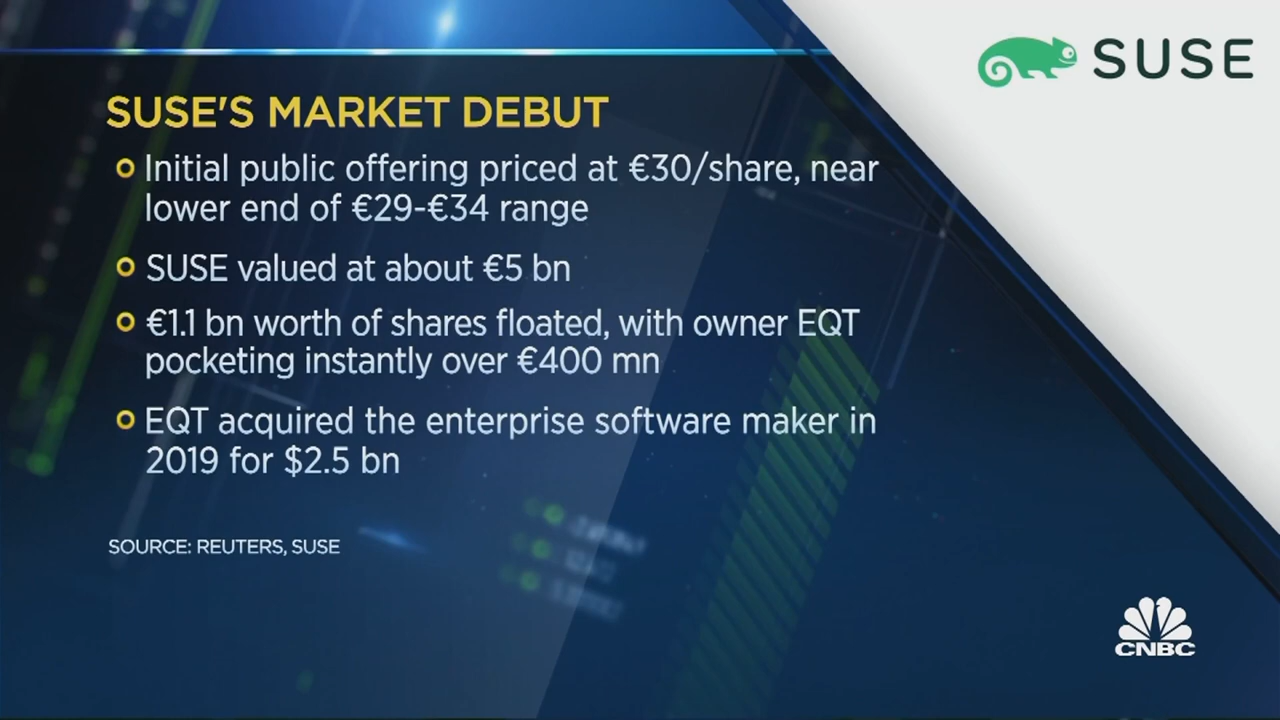 SUSE
SUSE'S MARKET DEBUT
Initial public offering priced at €30/share, near
lower end of €29-€34 range
SUSE valued at about €5 bn
€1.1 bn worth of shares floated, with owner EQT
pocketing instantly over €400 mn
EQT acquired the enterprise software maker in
2019 for $2.5 bn
SOURCE: REUTERS, SUSE
CNBC